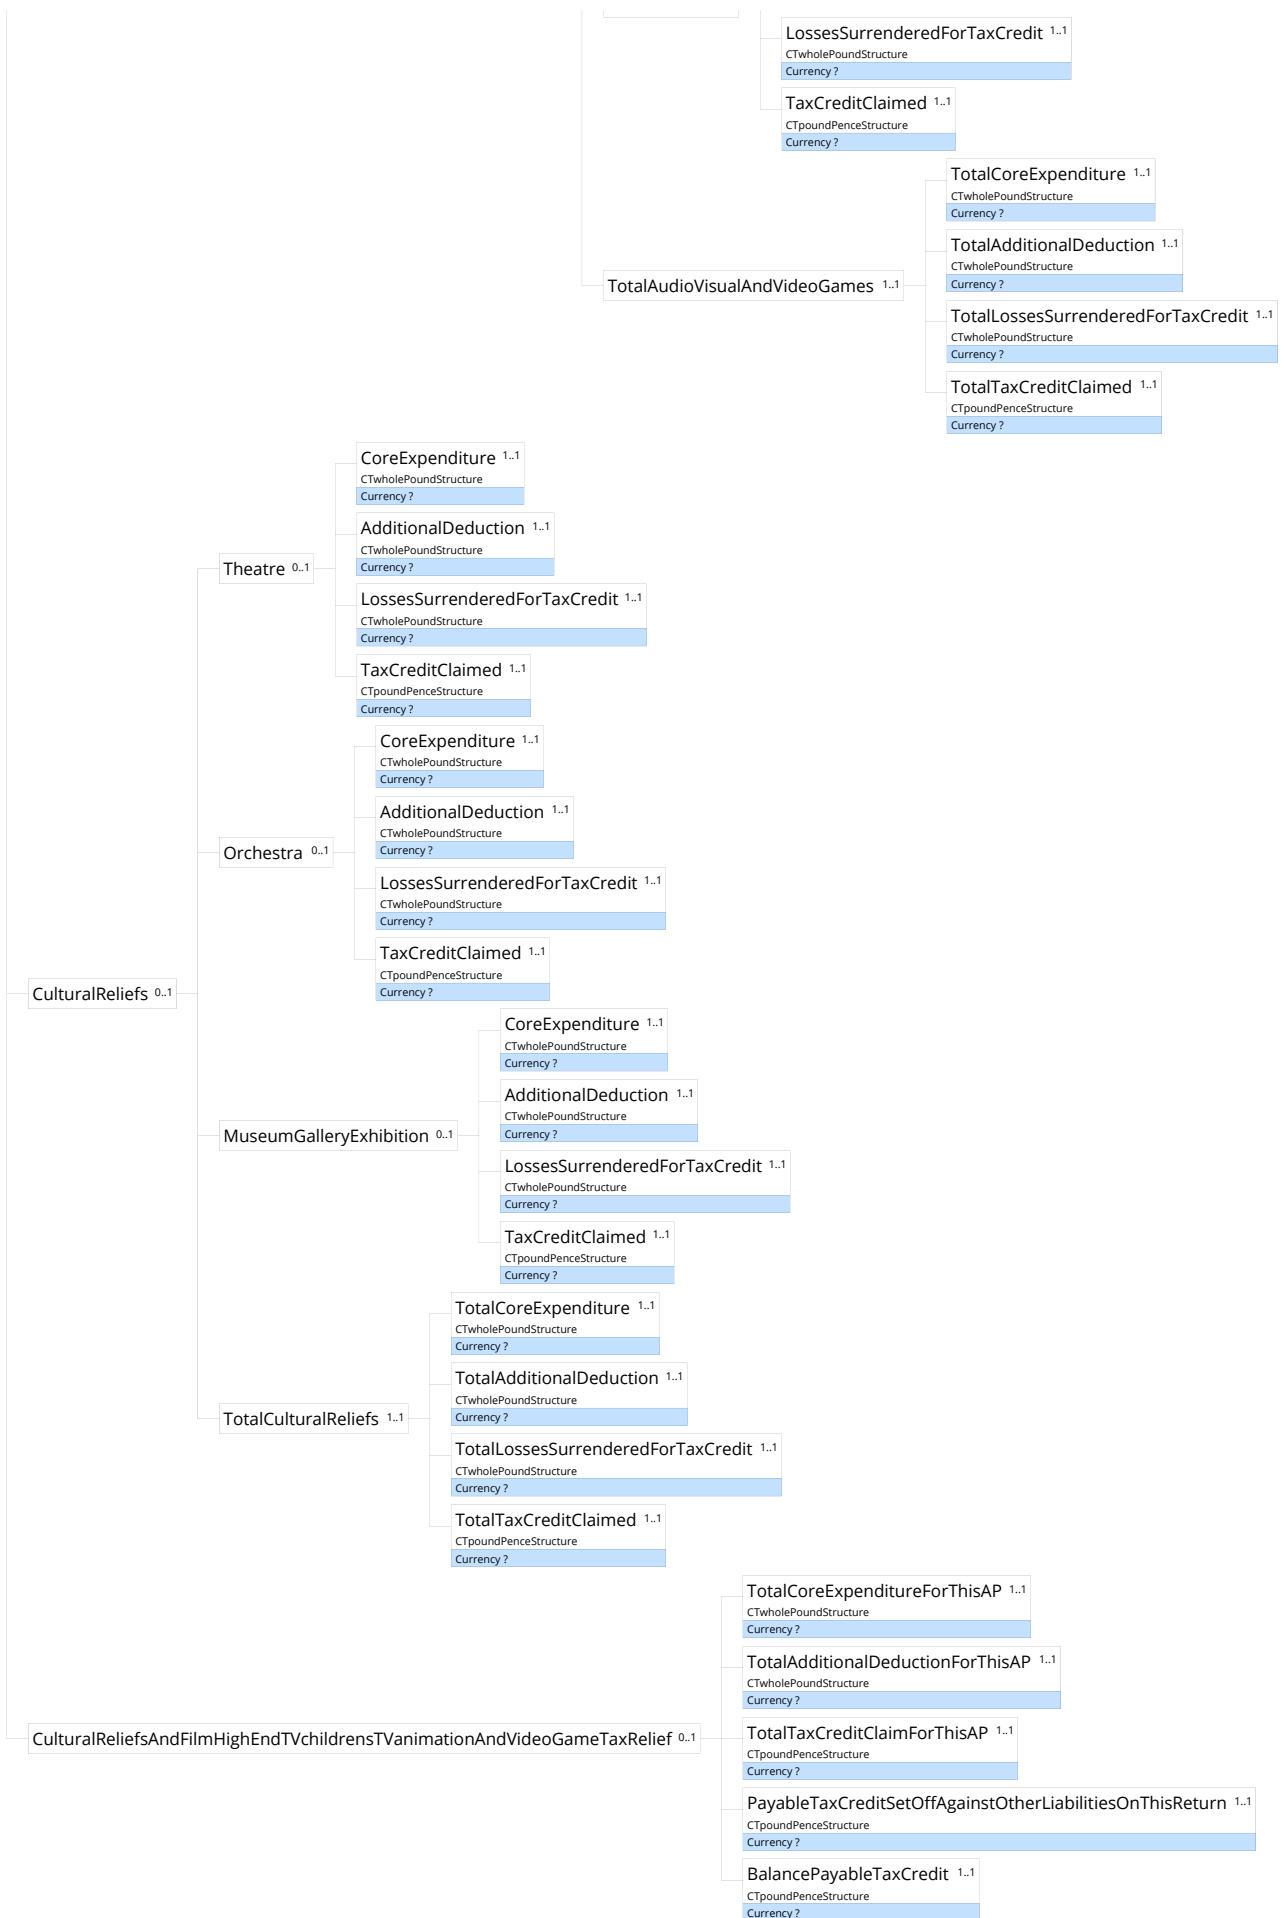 LossesSurrenderedForTaxCredit 1..1
CTwholePoundStructure
Currency ?
TaxCreditClaimed 1..1
CTpoundPenceStructure
Currency ?
TotalCoreExpenditure 1..1
CTwholePoundStructure
Currency ?
TotalAdditionalDeduction 1..1
CTwholePoundStructure
Currency ?
TotalAudioVisualAndVideoGames 1..1
TotalLossesSurrenderedForTaxCredit 1..1
CTwholePoundStructure
Currency ?
TotalTaxCreditClaimed 1..1
CTpoundPenceStructure
Currency ?
CoreExpenditure 1..1
CTwholePoundStructure
Currency ?
AdditionalDeduction 1..1
CTwholePoundStructure
Currency ?
Theatre 0..1
LossesSurrenderedForTaxCredit 1..1
CTwholePoundStructure
Currency ?
TaxCreditClaimed 1..1
CTpoundPenceStructure
Currency ?
CoreExpenditure 1..1
CTwholePoundStructure
Currency ?
AdditionalDeduction 1..1
CTwholePoundStructure
Currency ?
Orchestra 0..1
LossesSurrenderedForTaxCredit 1..1
CTwholePoundStructure
Currency ?
TaxCreditClaimed 1..1
CTpoundPenceStructure
Currency ?
CulturalReliefs 0..1
CoreExpenditure 1..1
CTwholePoundStructure
Currency ?
AdditionalDeduction 1..1
CTwholePoundStructure
Currency ?
MuseumGalleryExhibition 0..1
LossesSurrenderedForTaxCredit 1..1
CTwholePoundStructure
Currency ?
TaxCreditClaimed 1..1
CTpoundPenceStructure
Currency ?
TotalCoreExpenditure 1..1
CTwholePoundStructure
Currency ?
TotalAdditionalDeduction 1..1
CTwholePoundStructure
Currency ?
TotalCulturalReliefs 1..1
TotalLossesSurrenderedForTaxCredit 1..1
CTwholePoundStructure
Currency ?
TotalTaxCreditClaimed 1..1
CTpoundPenceStructure
Currency ?
TotalCoreExpenditureForThisAP 1..1
CTwholePoundStructure
Currency ?
TotalAdditionalDeductionForThisAP 1..1
CTwholePoundStructure
Currency ?
CulturalReliefsAndFilmHighEndTVchildrensTVanimationAndVideoGameTaxRelief 0..1
TotalTaxCreditClaimForThisAP 1..1
CTpoundPenceStructure
Currency ?
PayableTaxCreditSetOffAgainstOtherLiabilitiesOnThisReturn 1..1
CTpoundPenceStructure
Currency ?
BalancePayableTaxCredit 1..1
CTpoundPenceStructure
Currency ?